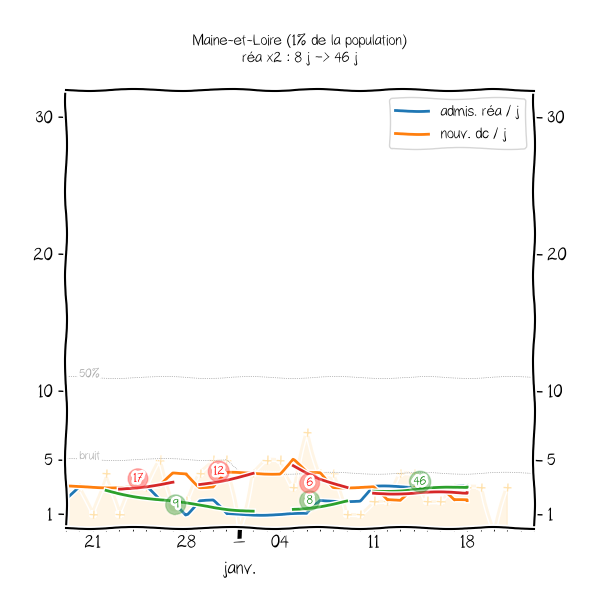 Maine-et-Loire (1% de la population)
réa x2 : 8 j -> 46 j
admis. réa / j
nouv. dc / j
30 30
20 20
50%
10 10
bruit
5 5
17 12 6 46
9 8
1 1
21 28 04 11 18
janv.